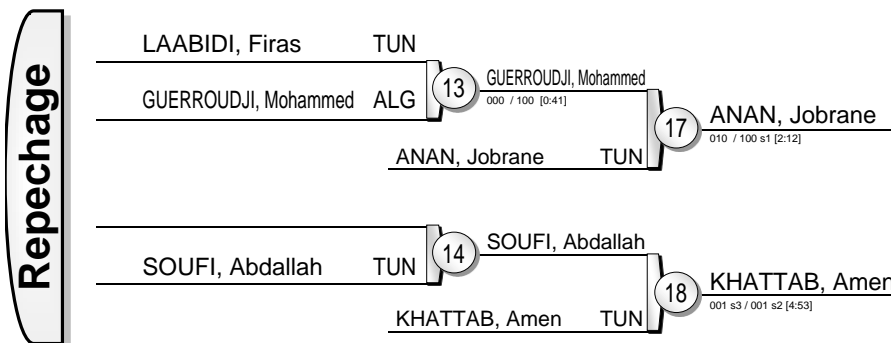 Repechage
LAABIDI, Firas TUN
GUERROUDJI, Mohammed ALG
13
GUERROUDJI, Mohammed
000 / 100 [0:41]
ANAN, Jobrane TUN
17
ANAN, Jobrane
010 / 100 s1 [2:12]
SOUFI, Abdallah TUN
14
SOUFI, Abdallah
KHATTAB, Amen TUN
18
KHATTAB, Amen
001 s3 / 001 s2 [4:53]